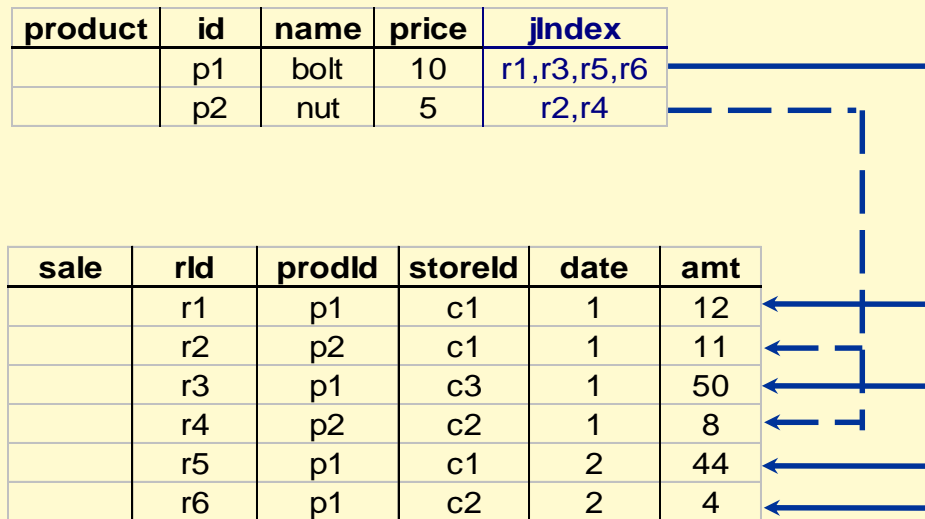 product id name price jIndex
p1 bolt 10 r1,r3,r5,r6
p2 nut 5 r2,r4
sale rId prodId storeId date amt
r1 p1 c1 1 12
r2 p2 c1 1 11
r3 p1 c3 1 50
r4 p2 c2 1 8
r5 p1 c1 2 44
r6 p1 c2 2 4